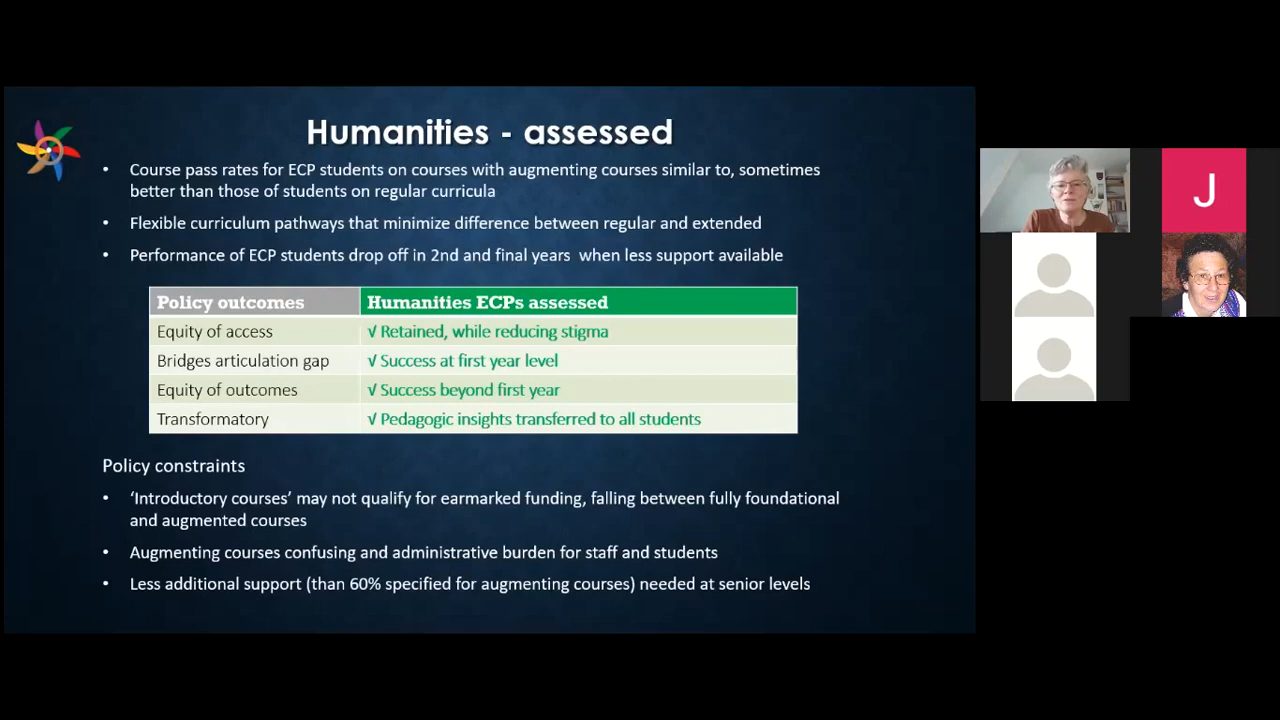 Humanities - assessed
• Course pass rates for ECP students on courses with augmenting courses similar to, sometimes
better than those of students on regular curricula
• Flexible curriculum pathways that minimize difference between regular and extended
• Performance of ECP students drop off in 2nd and final years when less support available
Policy outcomes Humanities ECPs assessed
Equity of access √ Retained, while reducing stigma
Bridges articulation gap √ Success at first year level
Equity of outcomes √ Success beyond first year
Transformatory √ Pedagogic insights transferred to all students
Policy constraints
• ‘Introductory courses’ may not qualify for earmarked funding, falling between fully foundational
and augmented courses
• Augmenting courses confusing and administrative burden for staff and students
• Less additional support (than 60% specified for augmenting courses) needed at senior levels
J